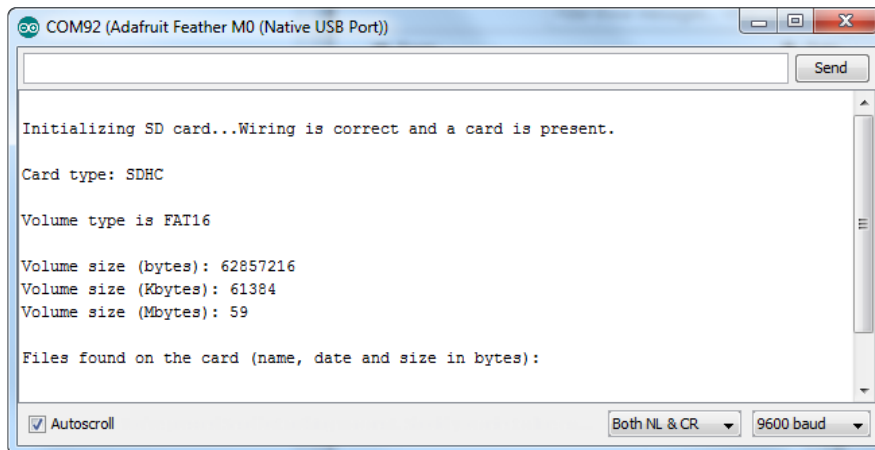 COM92 (Adafruit Feather M0 (Native USB Port))
Send
Initializing SD card...Wiring is correct and a card is present.
Card type: SDHC
Volume type is FAT16
Volume size (bytes): 62857216
Volume size (Kbytes): 61384
Volume size (Mbytes): 59
Files found on the card (name, date and size in bytes):
Autoscroll
Both NL & CR
9600 baud